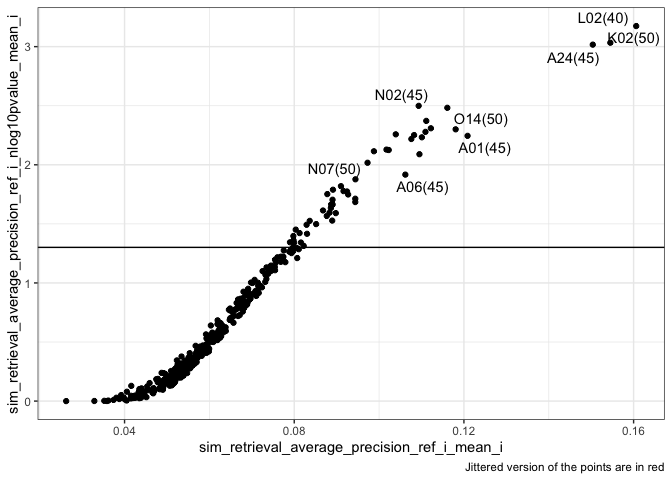 L02(40)
K02(50)
A24(45)
N02(45)
O14(50)
A01(45)
N07(50)
A06(45)
3
2
1
0
sim_retrieval_average_precision_ref_i_nlog10pvalue_mean_i
0.04
0.08
0.12
0.16
sim_retrieval_average_precision_ref_i_mean_i
Jittered version of the points are in red